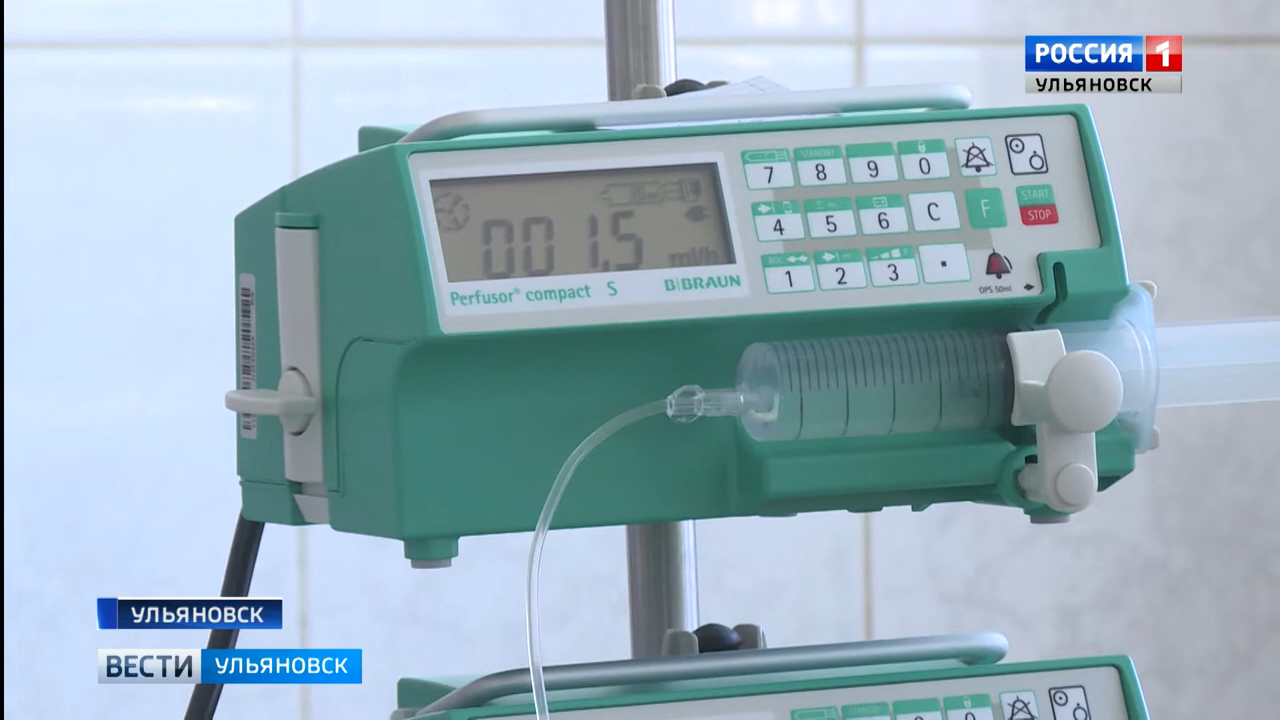 РОССИЯ 1
УЛЬЯНОВСК
001.5 ml/h
Perfusor® compact S
B|BRAUN
7 STANDBY 8 9 0
4 5 6 C F START STOP
1 2 3 .
OPS 50ml
УЛЬЯНОВСК
ВЕСТИ УЛЬЯНОВСК